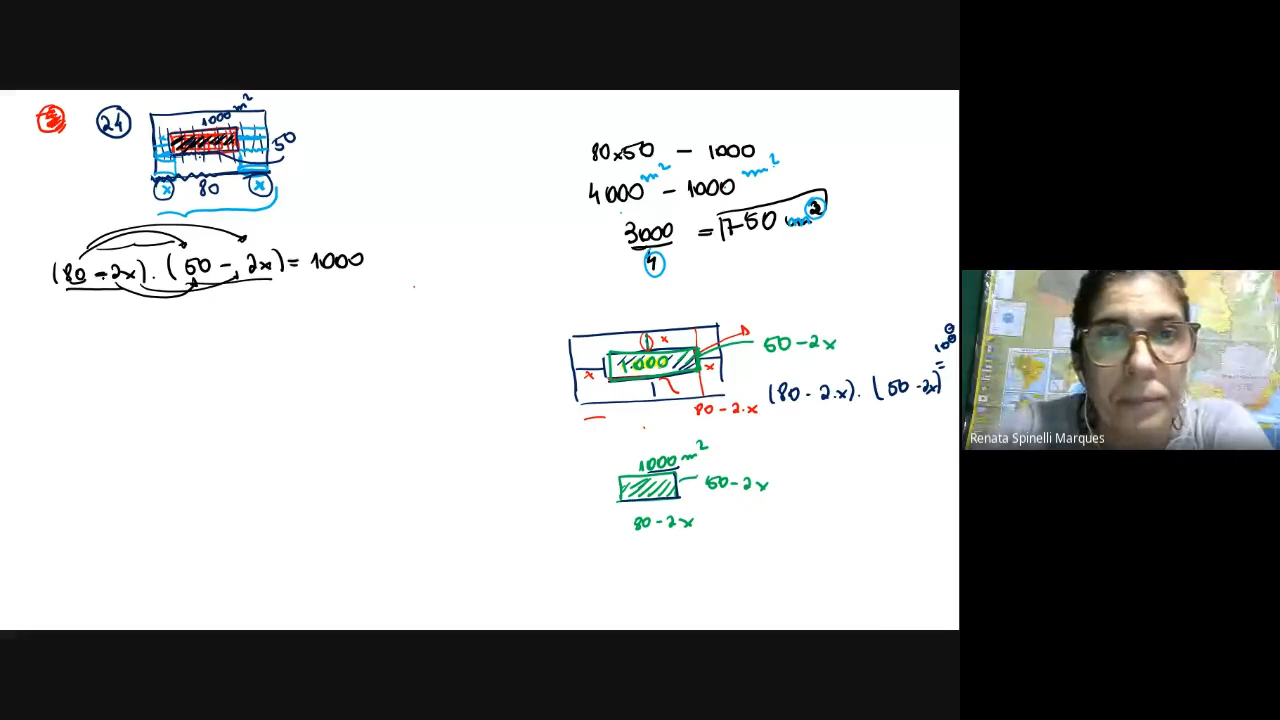 24
1000 m²
50
x 80 x
(80 - 2x) . (50 - 2x) = 1000
80x50 - 1000
4000 m² - 1000 m²
3000 = 750 m²
4
x
1000
50-2x
x
x
80-2.x
(80-2.x). (50-2x) = 1000
1000 m²
50-2x
80-2x
Renata Spinelli Marques